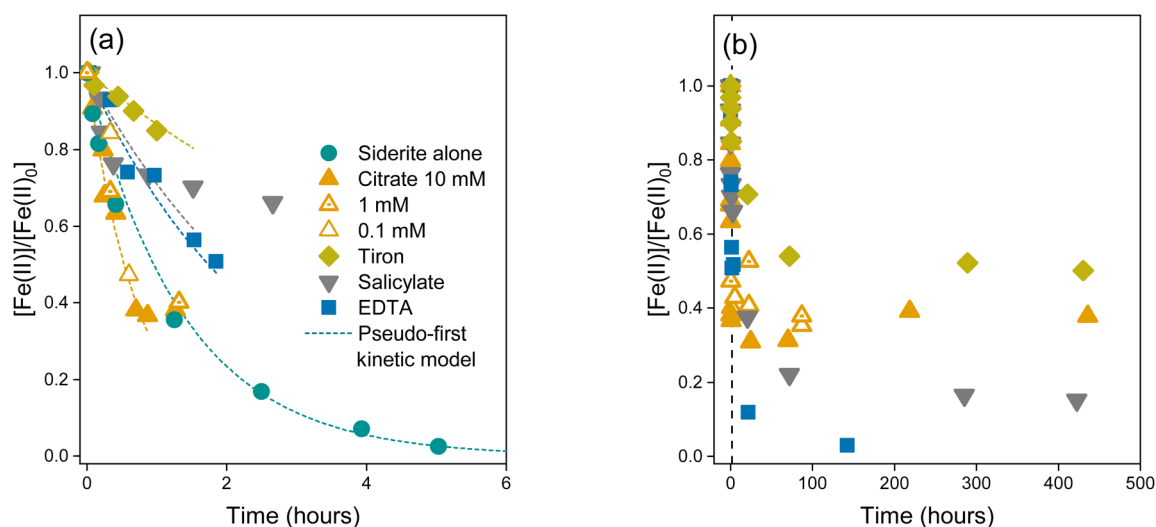 (a)
1.0
0.8
0.6
0.4
0.2
0.0
[Fe(II)]/[Fe(II)₀]
0
2
4
6
Time (hours)
Siderite alone
Citrate 10 mM
1 mM
0.1 mM
Tiron
Salicylate
EDTA
Pseudo-first
kinetic model
(b)
1.0
0.8
0.6
0.4
0.2
0.0
[Fe(II)]/[Fe(II)₀]
0
100
200
300
400
500
Time (hours)